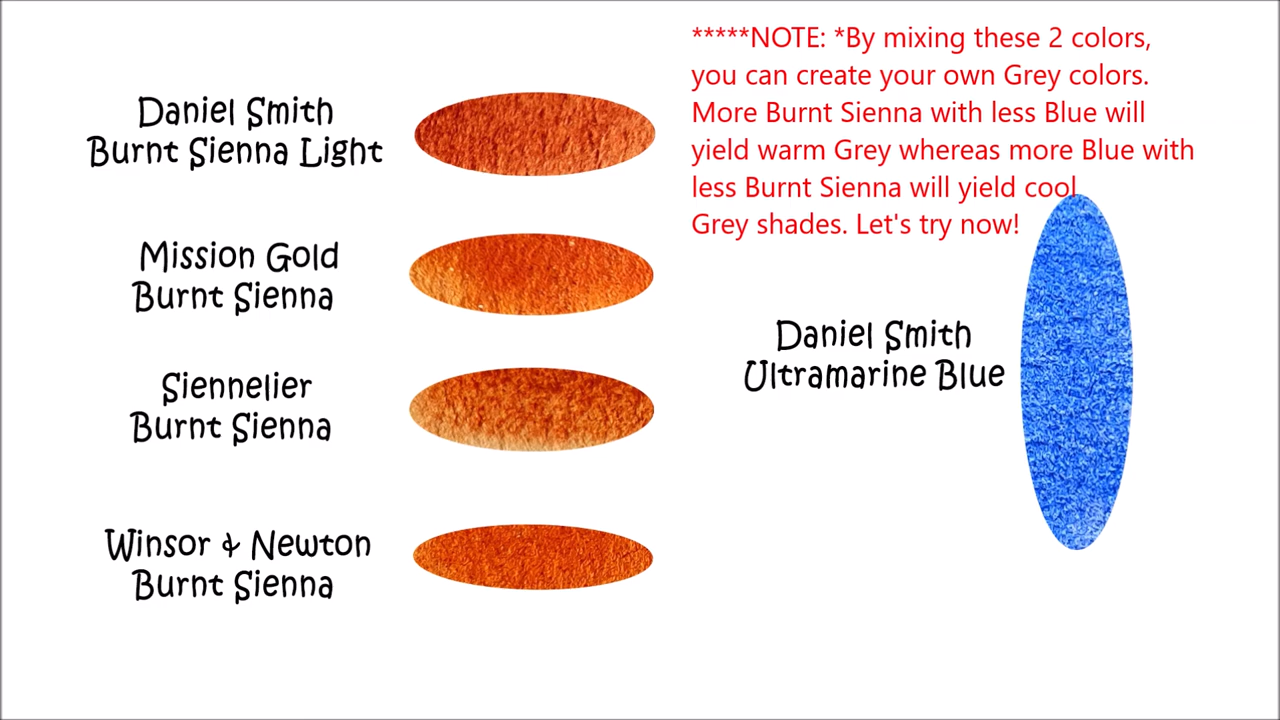 Daniel Smith
Burnt Sienna Light
Mission Gold
Burnt Sienna
Siennelier
Burnt Sienna
Winsor & Newton
Burnt Sienna
*****NOTE: *By mixing these 2 colors,
you can create your own Grey colors.
More Burnt Sienna with less Blue will
yield warm Grey whereas more Blue with
less Burnt Sienna will yield cool
Grey shades. Let's try now!
Daniel Smith
Ultramarine Blue